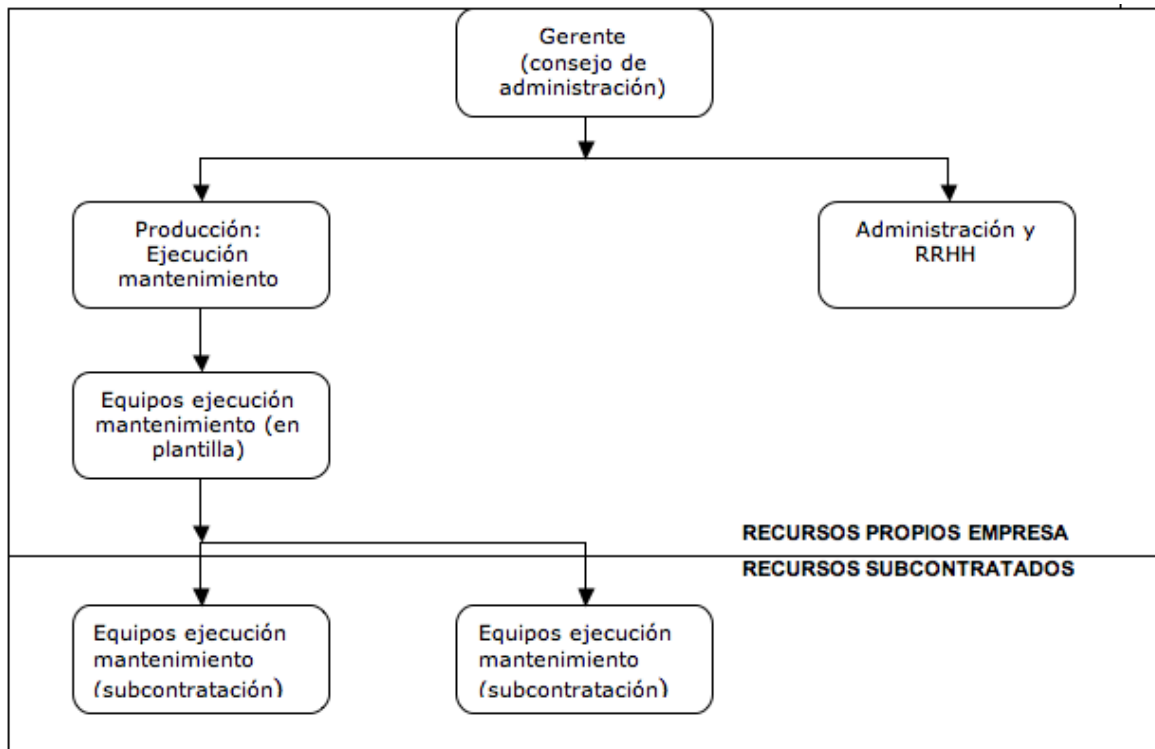 Gerente
(consejo de
administración)
Producción:
Ejecución
mantenimiento
Administración y
RRHH
Equipos ejecución
mantenimiento (en
plantilla)
RECURSOS PROPIOS EMPRESA
RECURSOS SUBCONTRATADOS
Equipos ejecución
mantenimiento
(subcontratación)
Equipos ejecución
mantenimiento
(subcontratación)